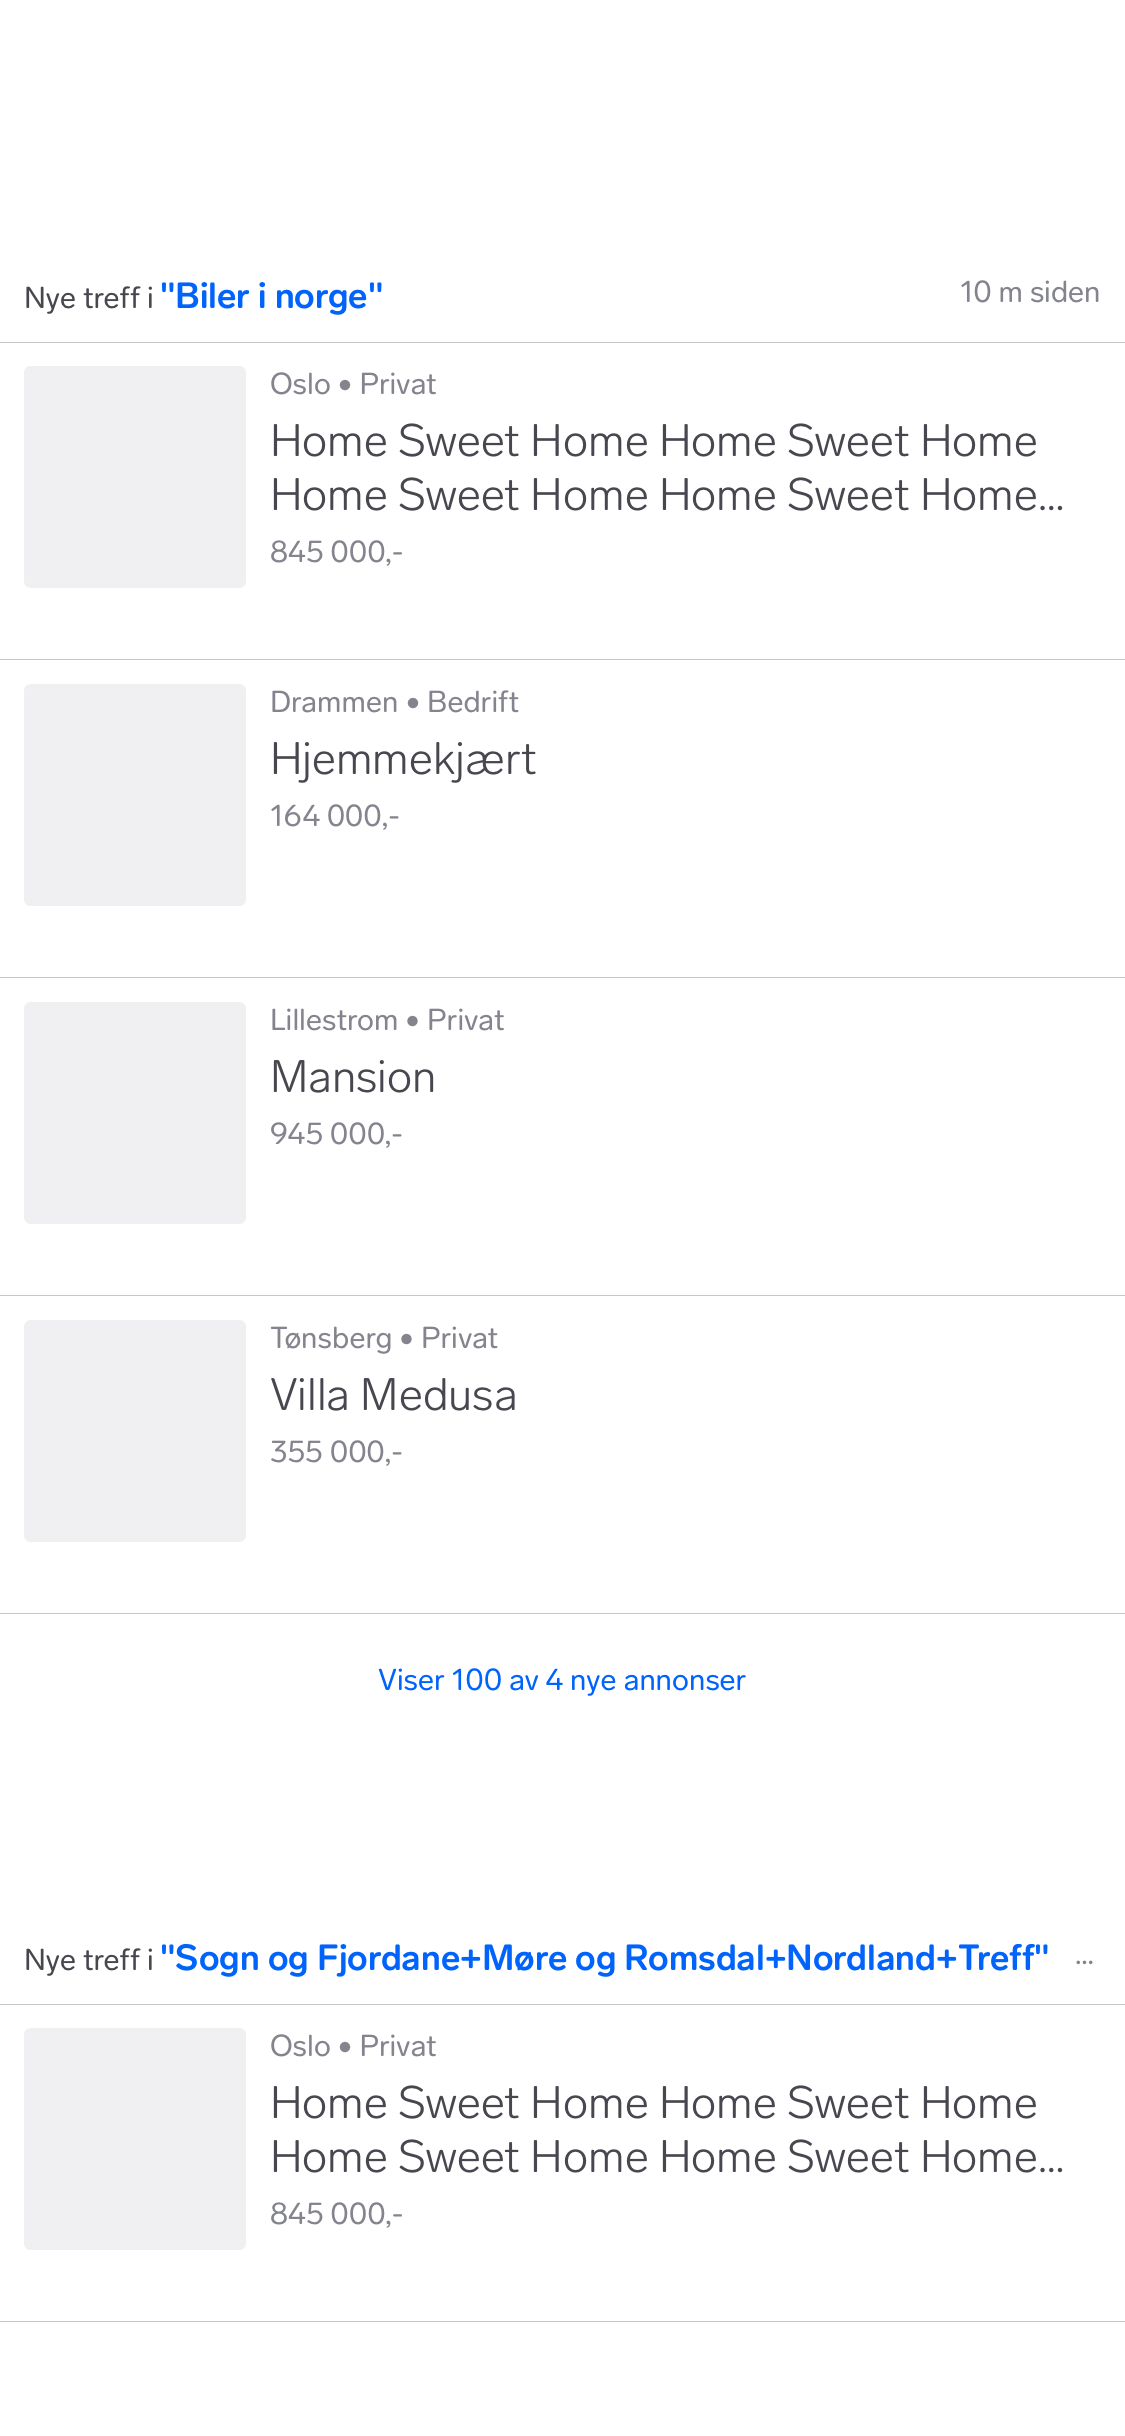 Nye treff i "Biler i norge" 10 m siden
Oslo • Privat
Home Sweet Home Home Sweet Home
Home Sweet Home Home Sweet Home...
845 000,-
Drammen • Bedrift
Hjemmekjært
164 000,-
Lillestrom • Privat
Mansion
945 000,-
Tønsberg • Privat
Villa Medusa
355 000,-
Viser 100 av 4 nye annonser
Nye treff i "Sogn og Fjordane+Møre og Romsdal+Nordland+Treff" ...
Oslo • Privat
Home Sweet Home Home Sweet Home
Home Sweet Home Home Sweet Home...
845 000,-